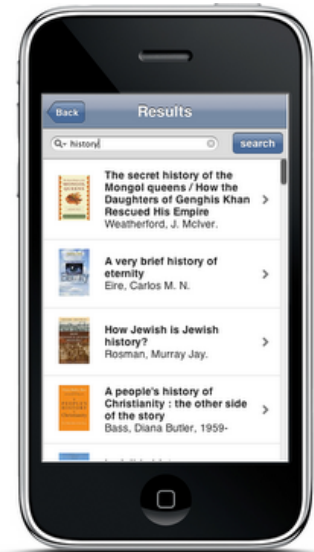 Back
Results
history
search
The secret history of the
Mongol queens / How the
Daughters of Genghis Khan
Rescued His Empire
Weatherford, J. McIver.
A very brief history of
eternity
Eire, Carlos M. N.
How Jewish is Jewish
history?
Rosman, Murray Jay.
A people's history of
Christianity : the other side
of the story
Bass, Diana Butler, 1959-